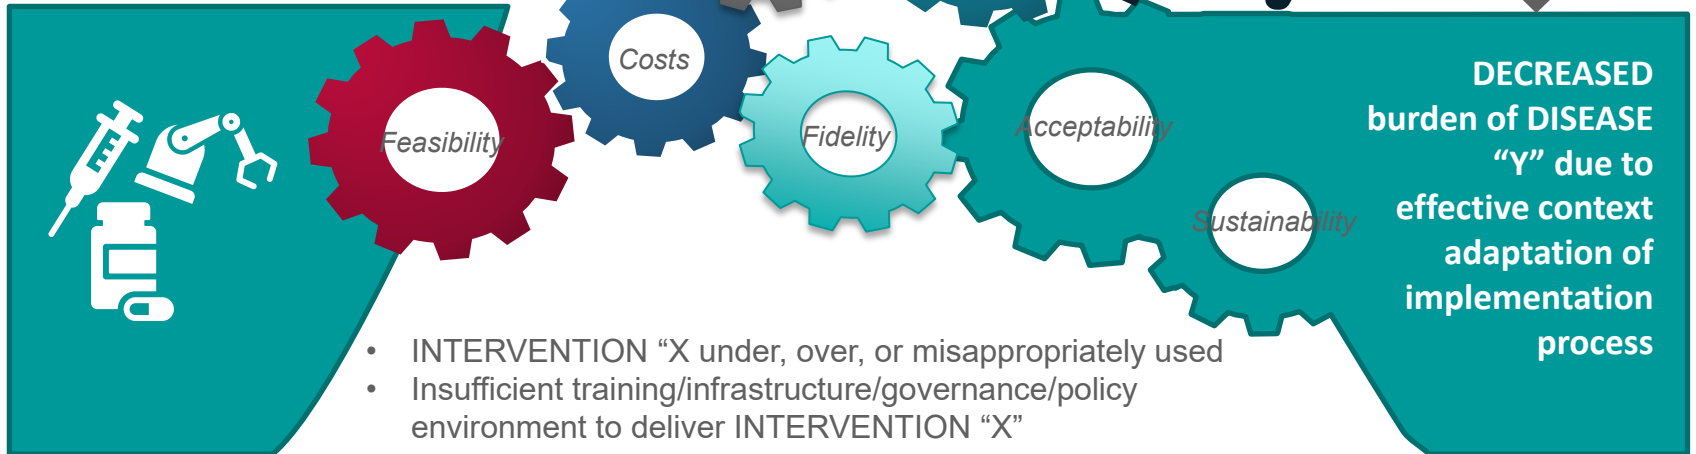 Costs
Feasibility
Fidelity
Acceptability
Sustainability
DECREASED
burden of DISEASE
“Y” due to
effective context
adaptation of
implementation
process
• INTERVENTION “X under, over, or misappropriately used
• Insufficient training/infrastructure/governance/policy
environment to deliver INTERVENTION “X”